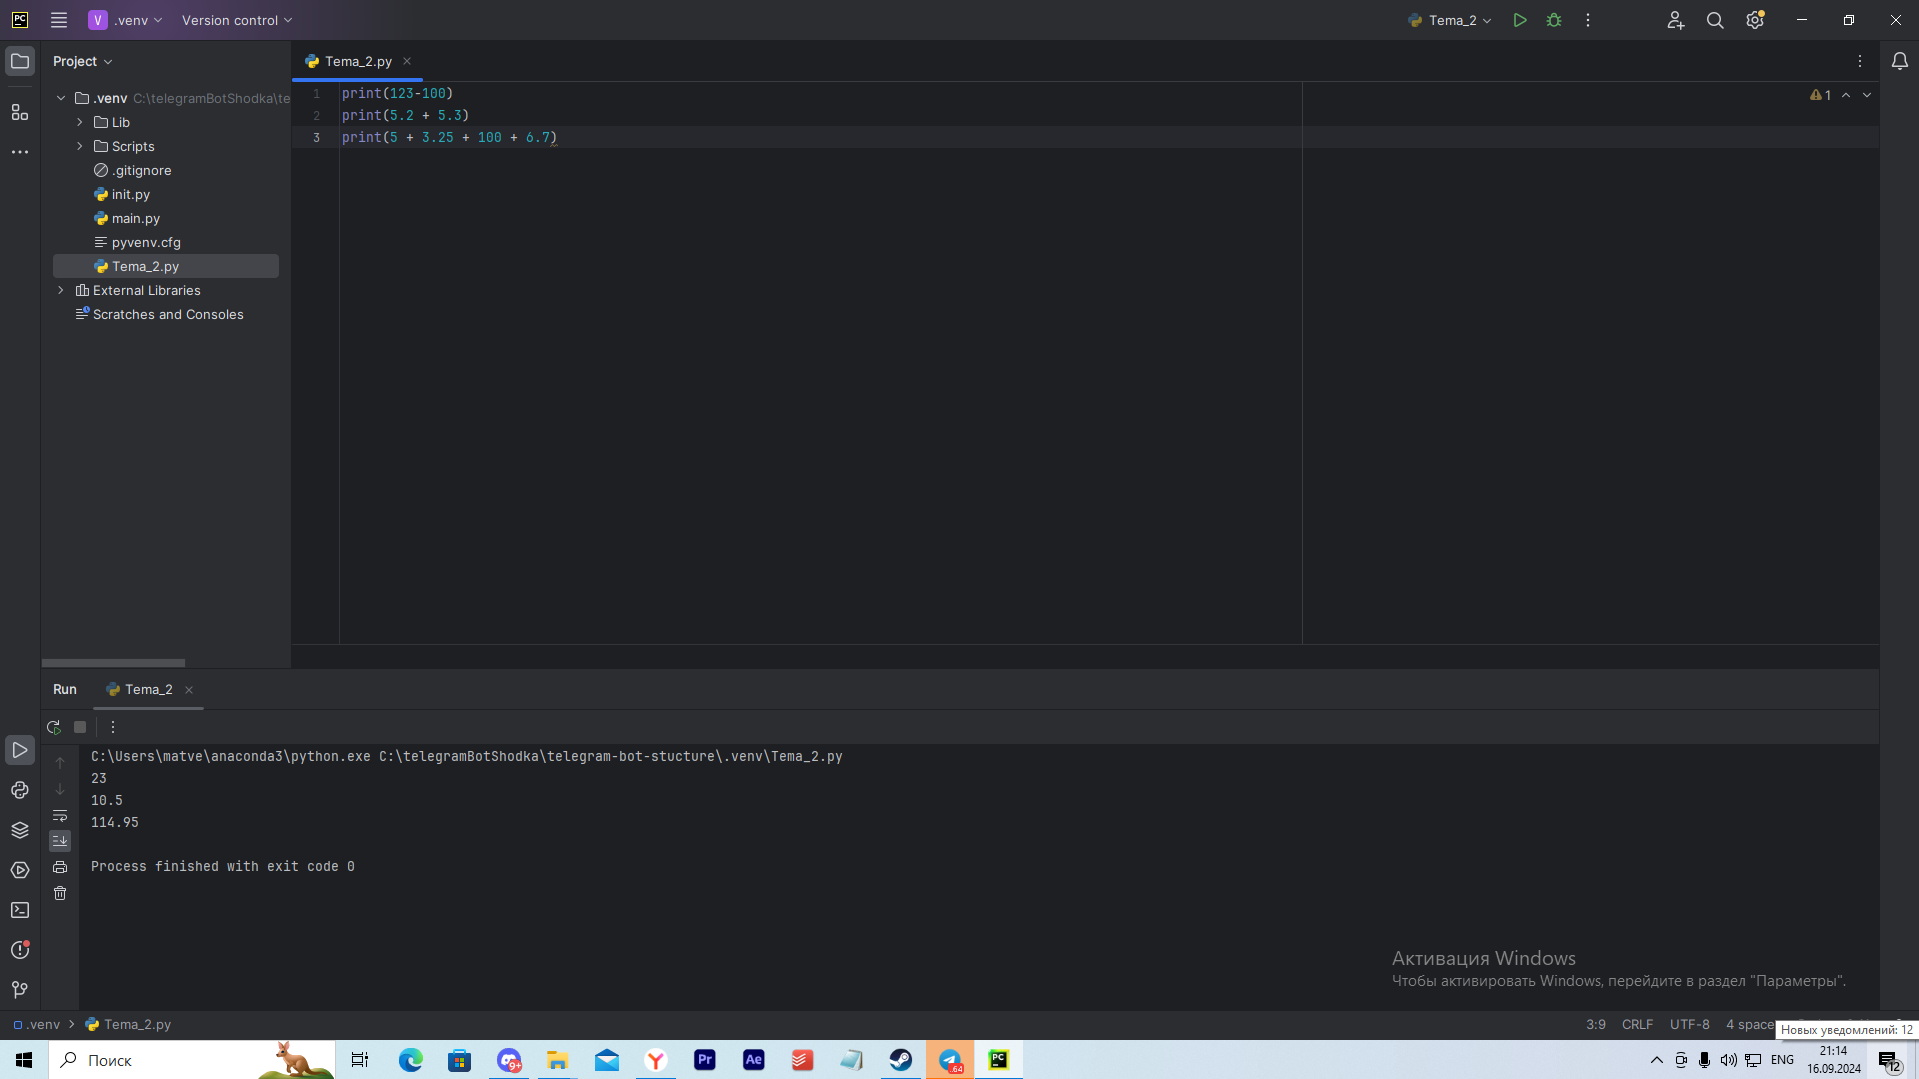 PC
V .venv Version control Tema_2
Project
Tema_2.py
.venv C:\telegramBotShodka\te
Lib
Scripts
.gitignore
init.py
main.py
pyvenv.cfg
Tema_2.py
External Libraries
Scratches and Consoles
1 print(123-100)
2 print(5.2 + 5.3)
3 print(5 + 3.25 + 100 + 6.7)
1
Run Tema_2
C:\Users\matve\anaconda3\python.exe C:\telegramBotShodka\telegram-bot-stucture\.venv\Tema_2.py
23
10.5
114.95
Process finished with exit code 0
Активация Windows
Чтобы активировать Windows, перейдите в раздел "Параметры".
.venv Tema_2.py
3:9 CRLF UTF-8 4 space
Новых уведомлений: 12
Поиск
9+
Y
Pr
Ae
.64
PC
ENG
21:14
16.09.2024
12